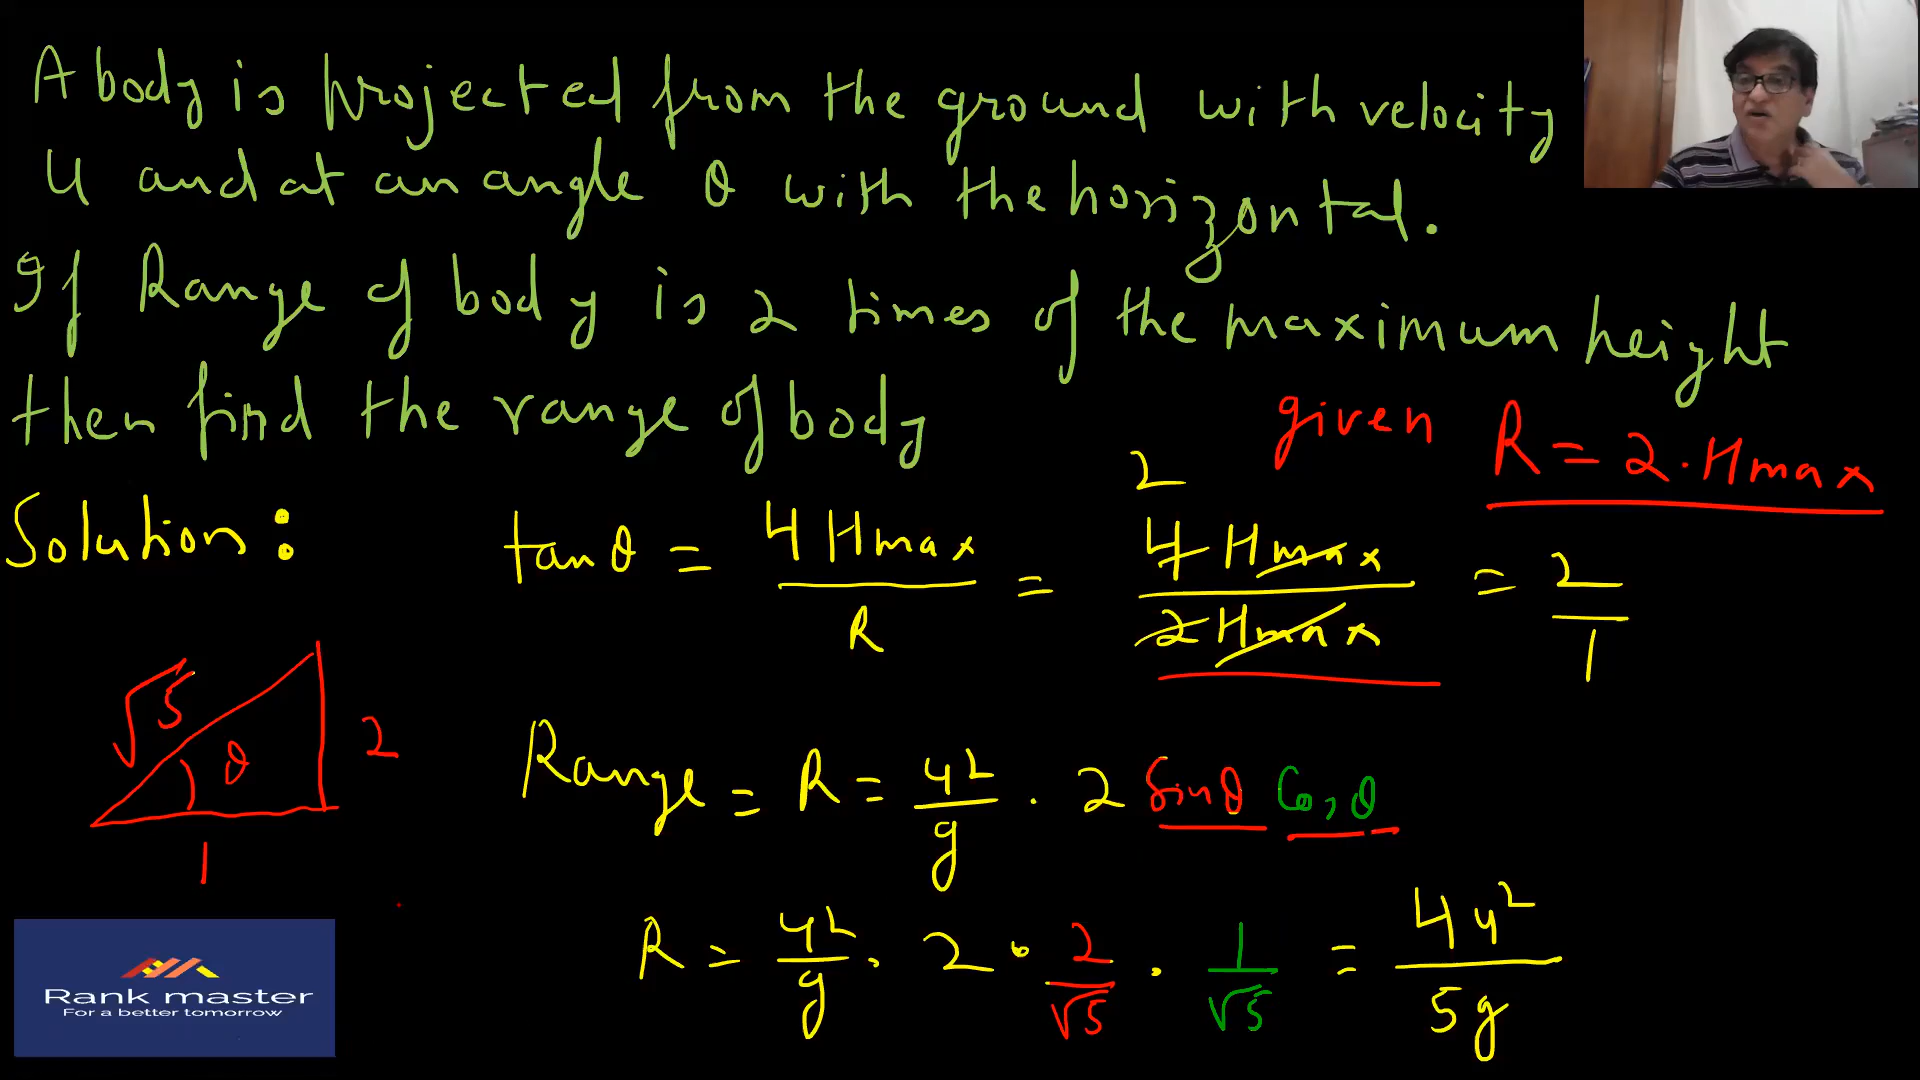 A body is projected from the ground with velocity
u and at an angle θ with the horizontal.
If Range of body is 2 times of the maximum height
then find the range of body
given R = 2 · Hmax
Solution :
tanθ = 4 Hmax / R = 4 Hmax / 2 Hmax = 2 / 1
2
√5
θ
2
1
Range = R = u² / g · 2 Sinθ Cosθ
R = u² / g · 2 · 2 / √5 · 1 / √5 = 4u² / 5g
Rank master
For a better tomorrow